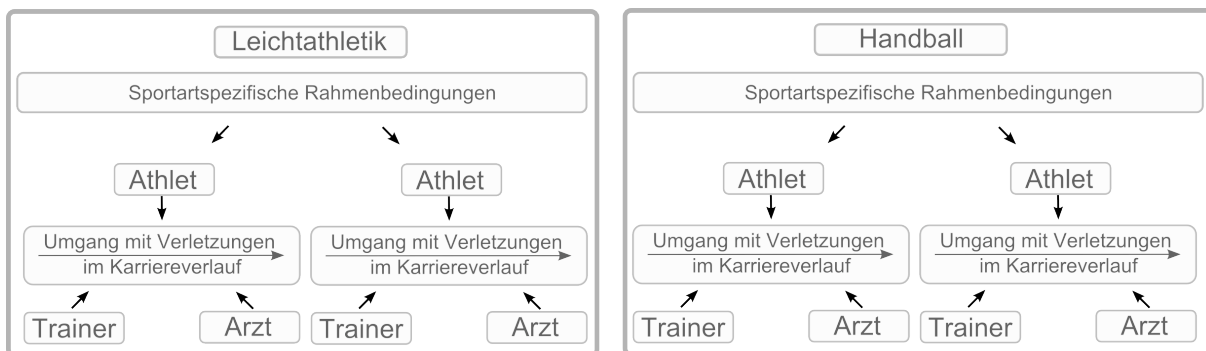 Leichtathletik
Sportartspezifische Rahmenbedingungen
Athlet
Athlet
Umgang mit Verletzungen
im Karriereverlauf
Umgang mit Verletzungen
im Karriereverlauf
Trainer
Arzt
Trainer
Arzt
Handball
Sportartspezifische Rahmenbedingungen
Athlet
Athlet
Umgang mit Verletzungen
im Karriereverlauf
Umgang mit Verletzungen
im Karriereverlauf
Trainer
Arzt
Trainer
Arzt